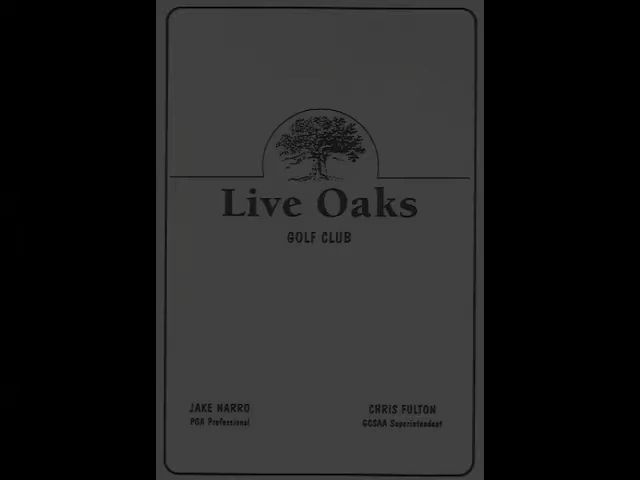 Live Oaks
GOLF CLUB
JAKE NARRO
PGA Professional
CHRIS FULTON
GCSAA Superintendent